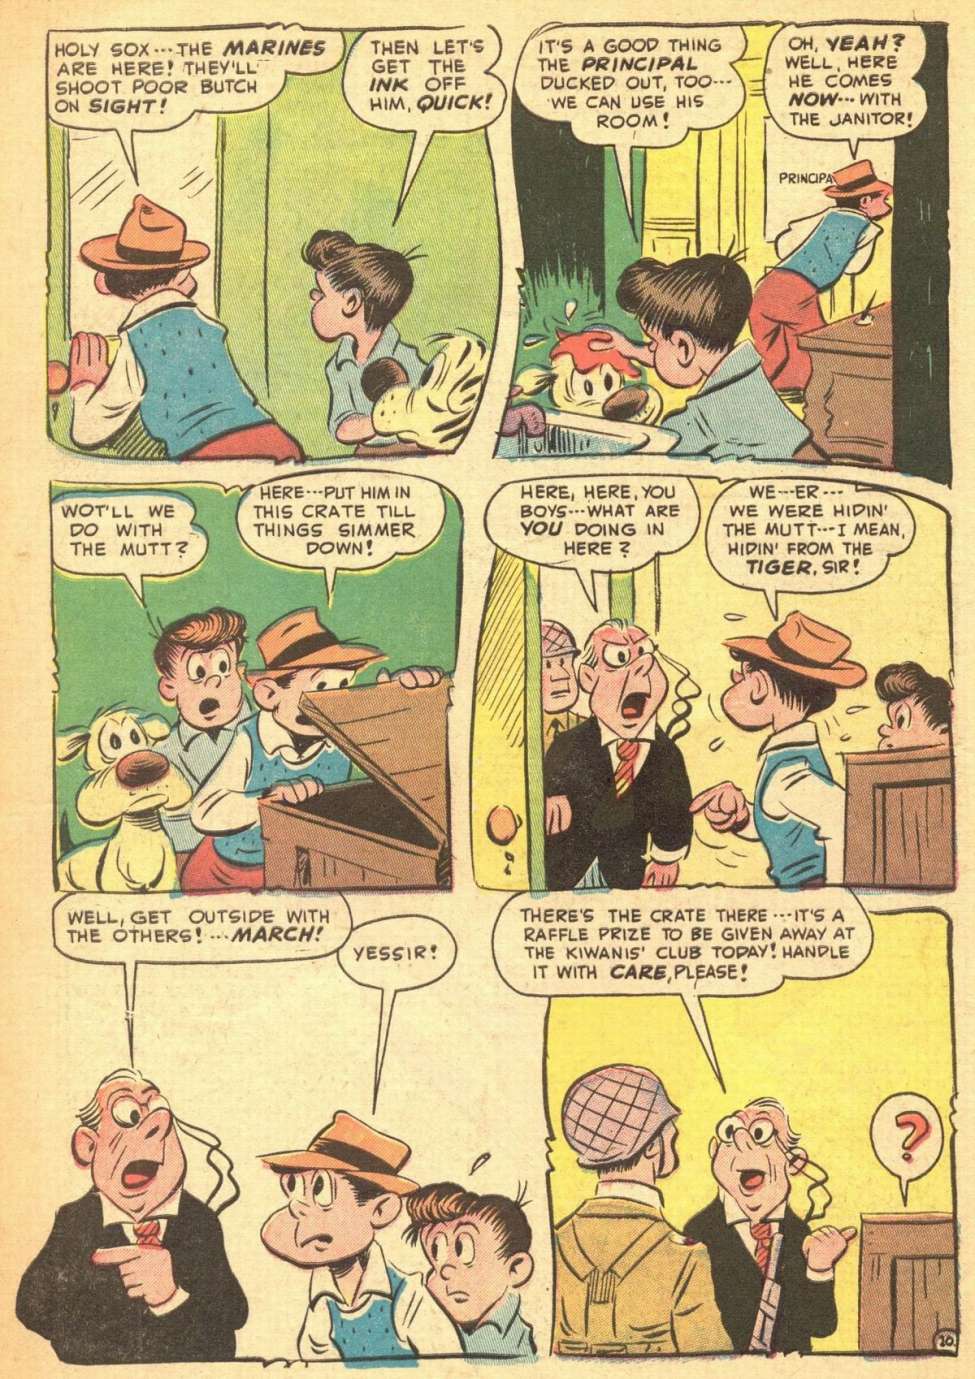 HOLY SOX---THE MARINES
ARE HERE! THEY'LL
SHOOT POOR BUTCH
ON SIGHT!
THEN LET'S
GET THE
INK OFF
HIM, QUICK!
IT'S A GOOD THING
THE PRINCIPAL
DUCKED OUT, TOO---
WE CAN USE HIS
ROOM!
OH, YEAH?
WELL, HERE
HE COMES
NOW---WITH
THE JANITOR!
PRINCIPA
WOT'LL WE
DO WITH
THE MUTT?
HERE---PUT HIM IN
THIS CRATE TILL
THINGS SIMMER
DOWN!
HERE, HERE, YOU
BOYS---WHAT ARE
YOU DOING IN
HERE?
WE---ER---
WE WERE HIDIN'
THE MUTT---I MEAN,
HIDIN' FROM THE
TIGER, SIR!
WELL, GET OUTSIDE WITH
THE OTHERS!---MARCH!
YESSIR!
THERE'S THE CRATE THERE---IT'S A
RAFFLE PRIZE TO BE GIVEN AWAY AT
THE KIWANIS' CLUB TODAY! HANDLE
IT WITH CARE, PLEASE!
?
20